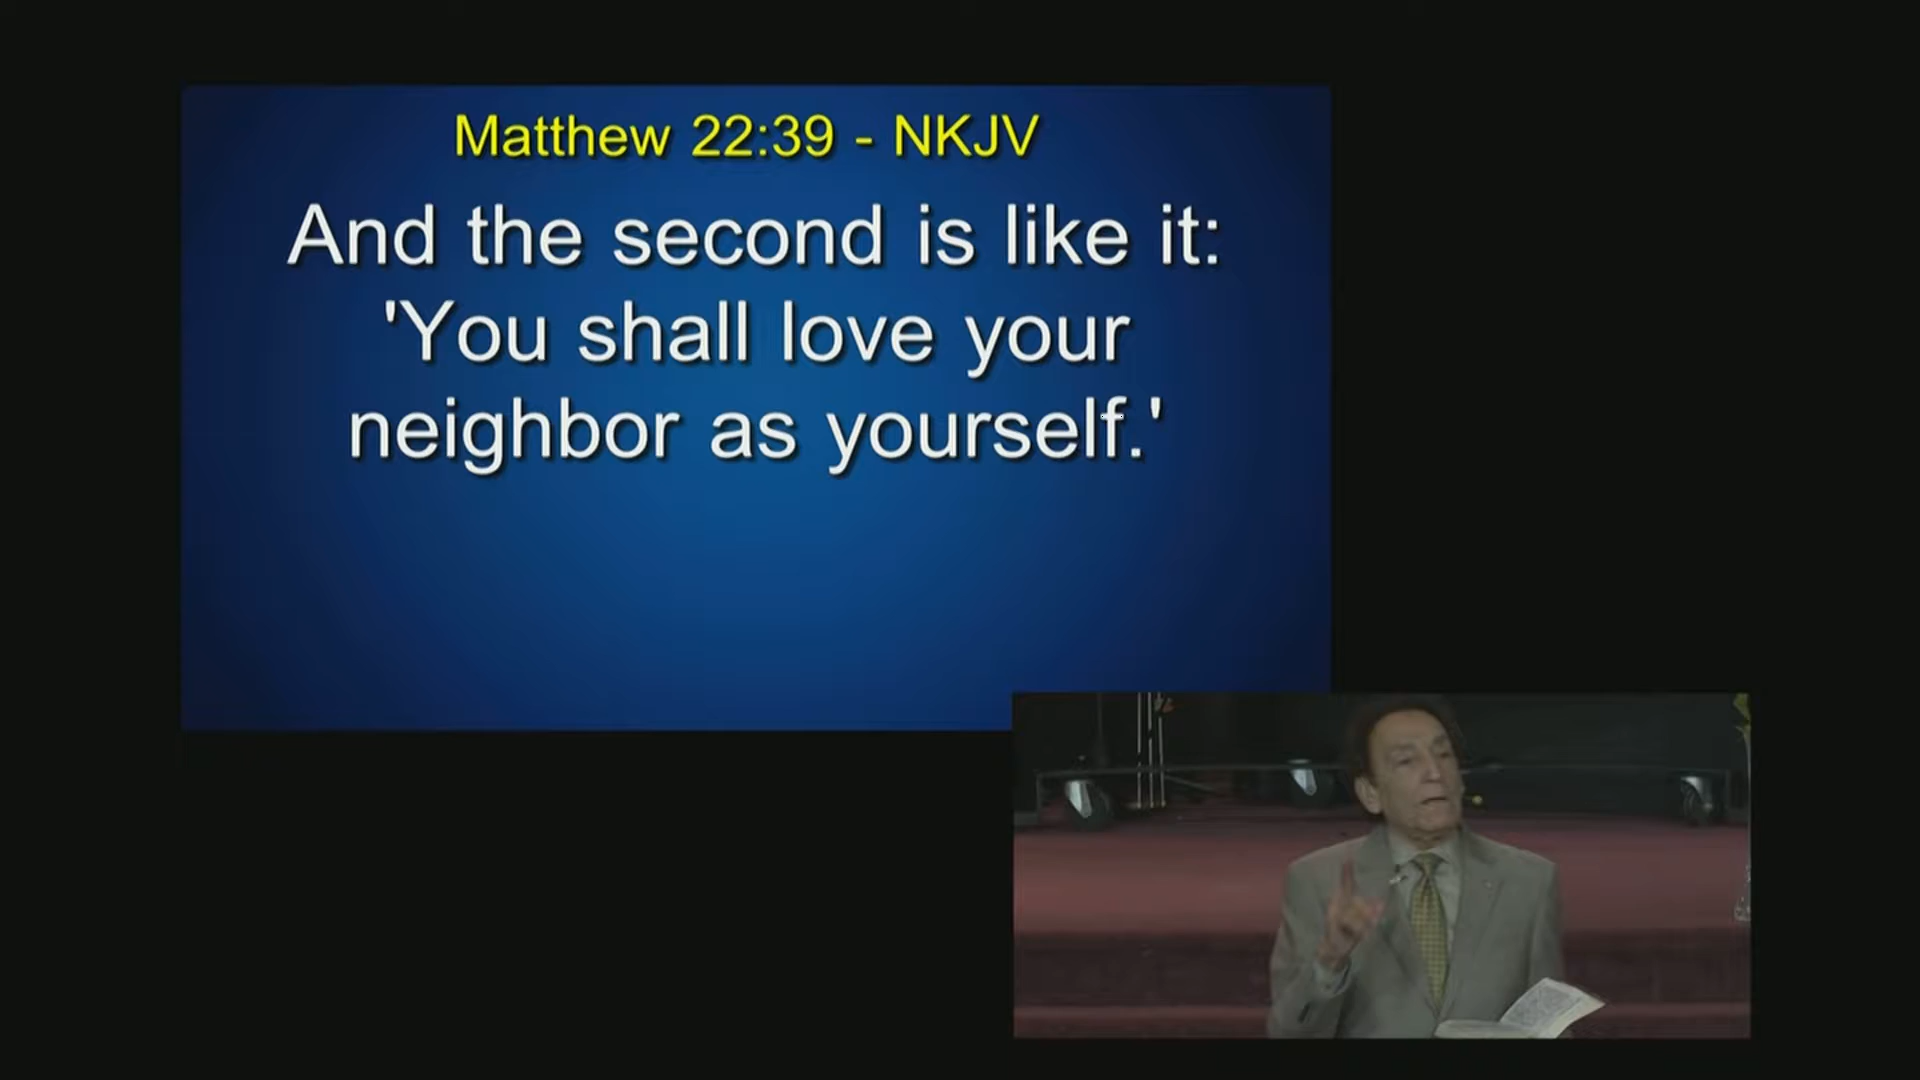 Matthew 22:39 - NKJV
And the second is like it:
'You shall love your
neighbor as yourself.'